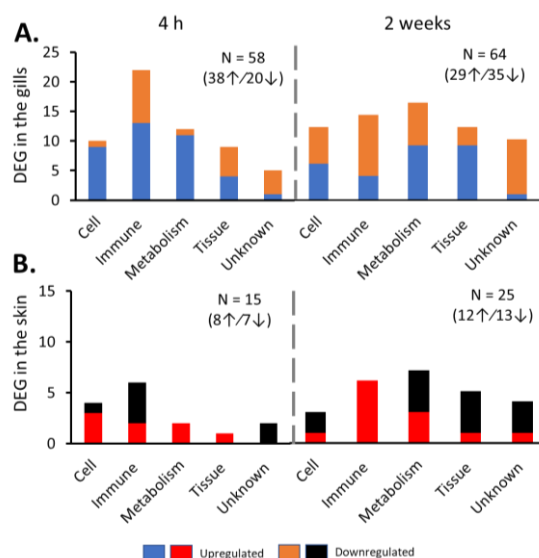 4 h 2 weeks
A.
DEG in the gills
25
20
15
10
5
0
N = 58
(38↑/20↓)
N = 64
(29↑/35↓)
Cell
Immune
Metabolism
Tissue
Unknown
Cell
Immune
Metabolism
Tissue
Unknown
B.
DEG in the skin
15
10
5
0
N = 15
(8↑/7↓)
N = 25
(12↑/13↓)
Cell
Immune
Metabolism
Tissue
Unknown
Cell
Immune
Metabolism
Tissue
Unknown
Upregulated Downregulated